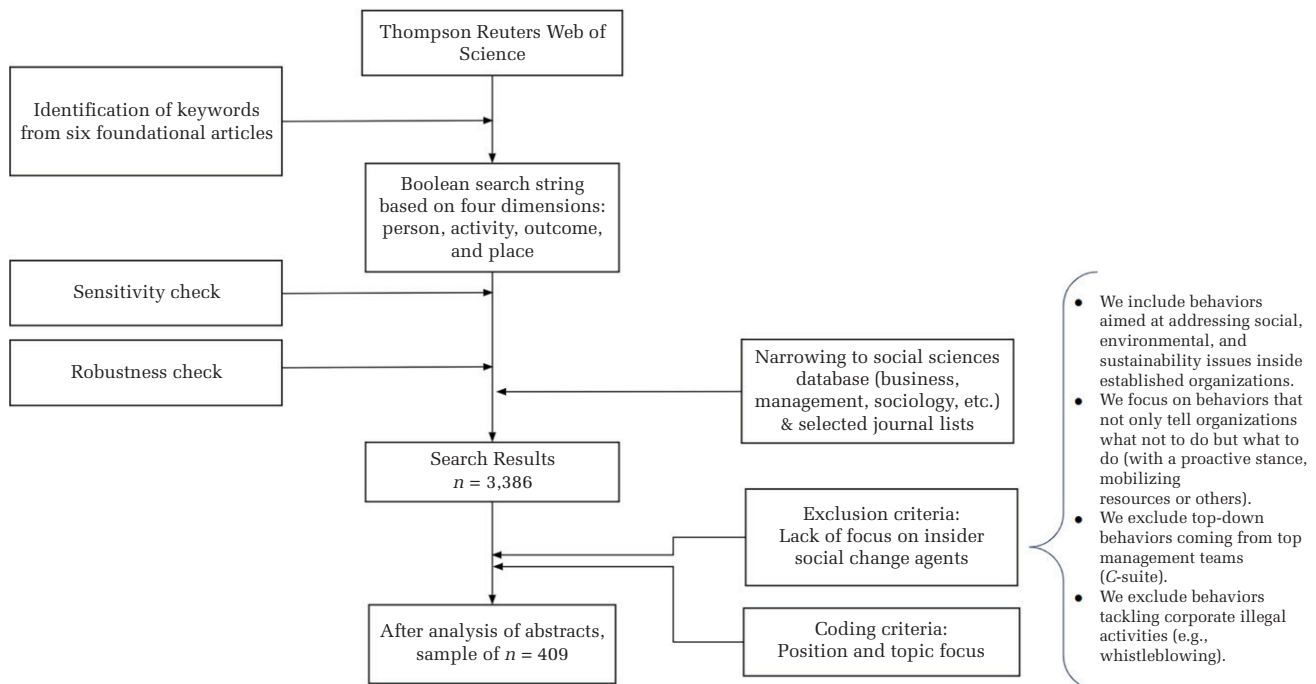 Thompson Reuters Web of
Science
Identification of keywords
from six foundational articles
Boolean search string
based on four dimensions:
person, activity, outcome,
and place
Sensitivity check
Robustness check
Narrowing to social sciences
database (business,
management, sociology, etc.)
& selected journal lists
Search Results
n = 3,386
Exclusion criteria:
Lack of focus on insider
social change agents
Coding criteria:
Position and topic focus
After analysis of abstracts,
sample of n = 409
● We include behaviors
aimed at addressing social,
environmental, and
sustainability issues inside
established organizations.
● We focus on behaviors that
not only tell organizations
what not to do but what to
do (with a proactive stance,
mobilizing
resources or others).
● We exclude top-down
behaviors coming from top
management teams
(C-suite).
● We exclude behaviors
tackling corporate illegal
activities (e.g.,
whistleblowing).